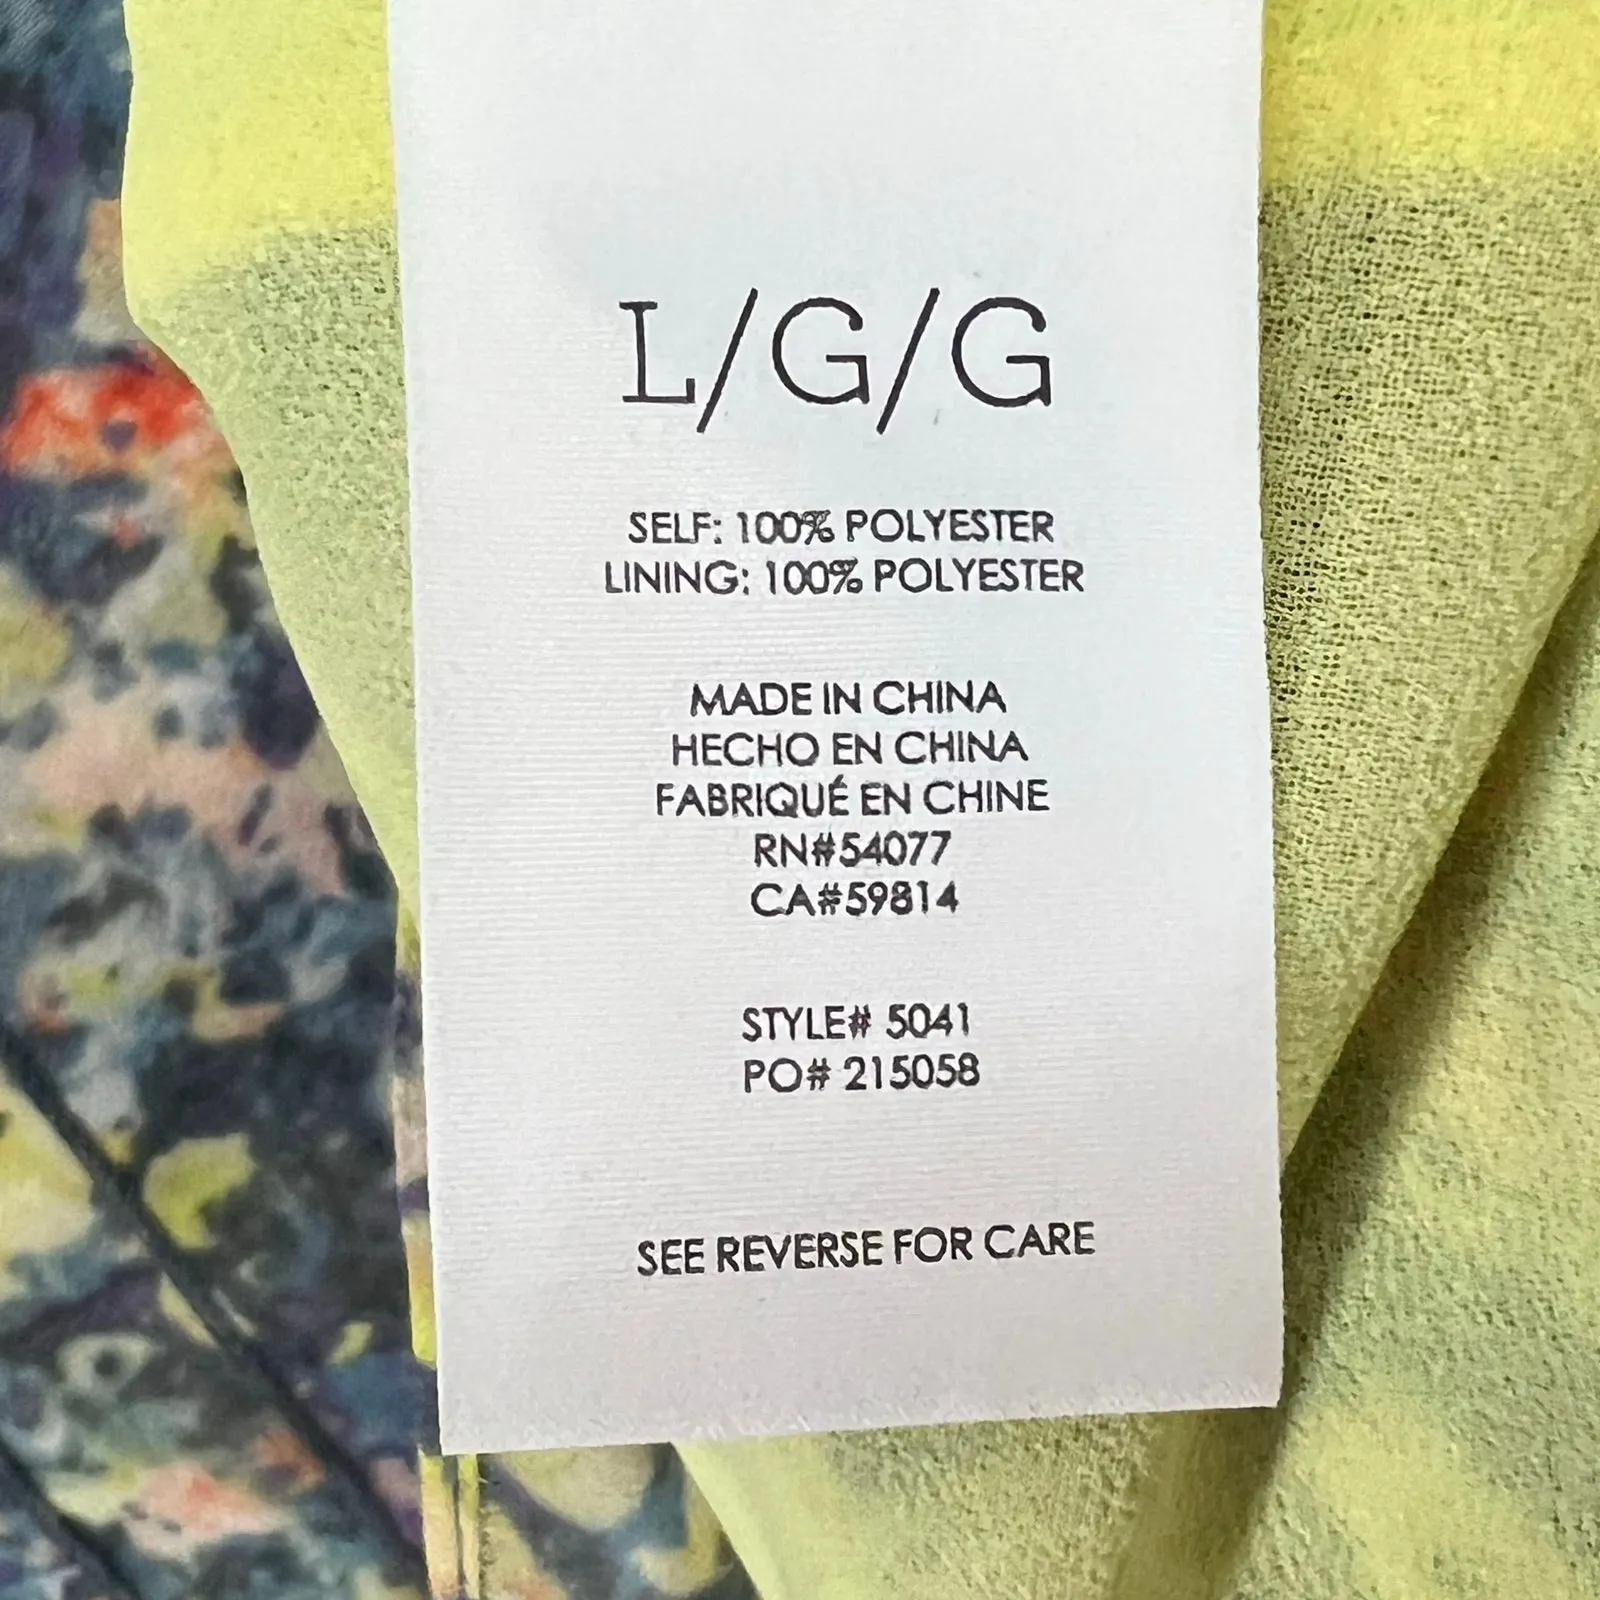 L/G/G
SELF: 100% POLYESTER
LINING: 100% POLYESTER
MADE IN CHINA
HECHO EN CHINA
FABRIQUÉ EN CHINE
RN#54077
CA#59814
STYLE# 5041
PO# 215058
SEE REVERSE FOR CARE